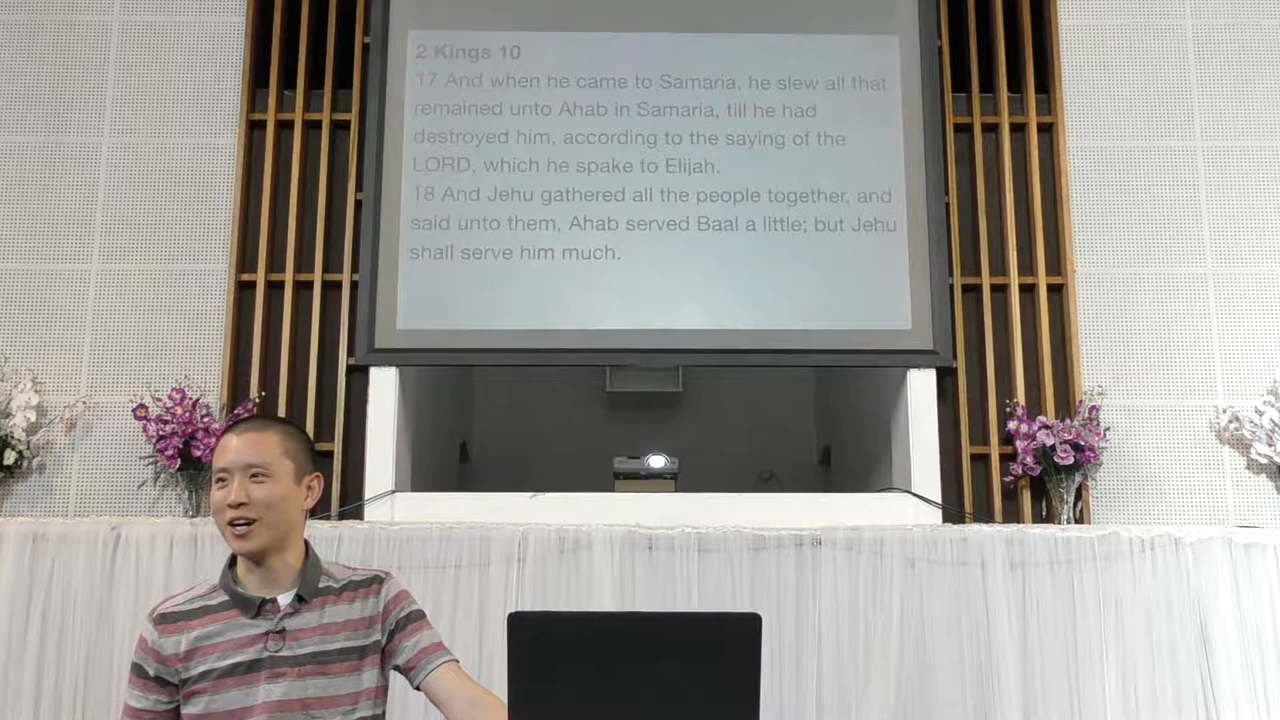 2 Kings 10
17 And when he came to Samaria, he slew all that
remained unto Ahab in Samaria, till he had
destroyed him, according to the saying of the
LORD, which he spake to Elijah.
18 And Jehu gathered all the people together, and
said unto them, Ahab served Baal a little; but Jehu
shall serve him much.